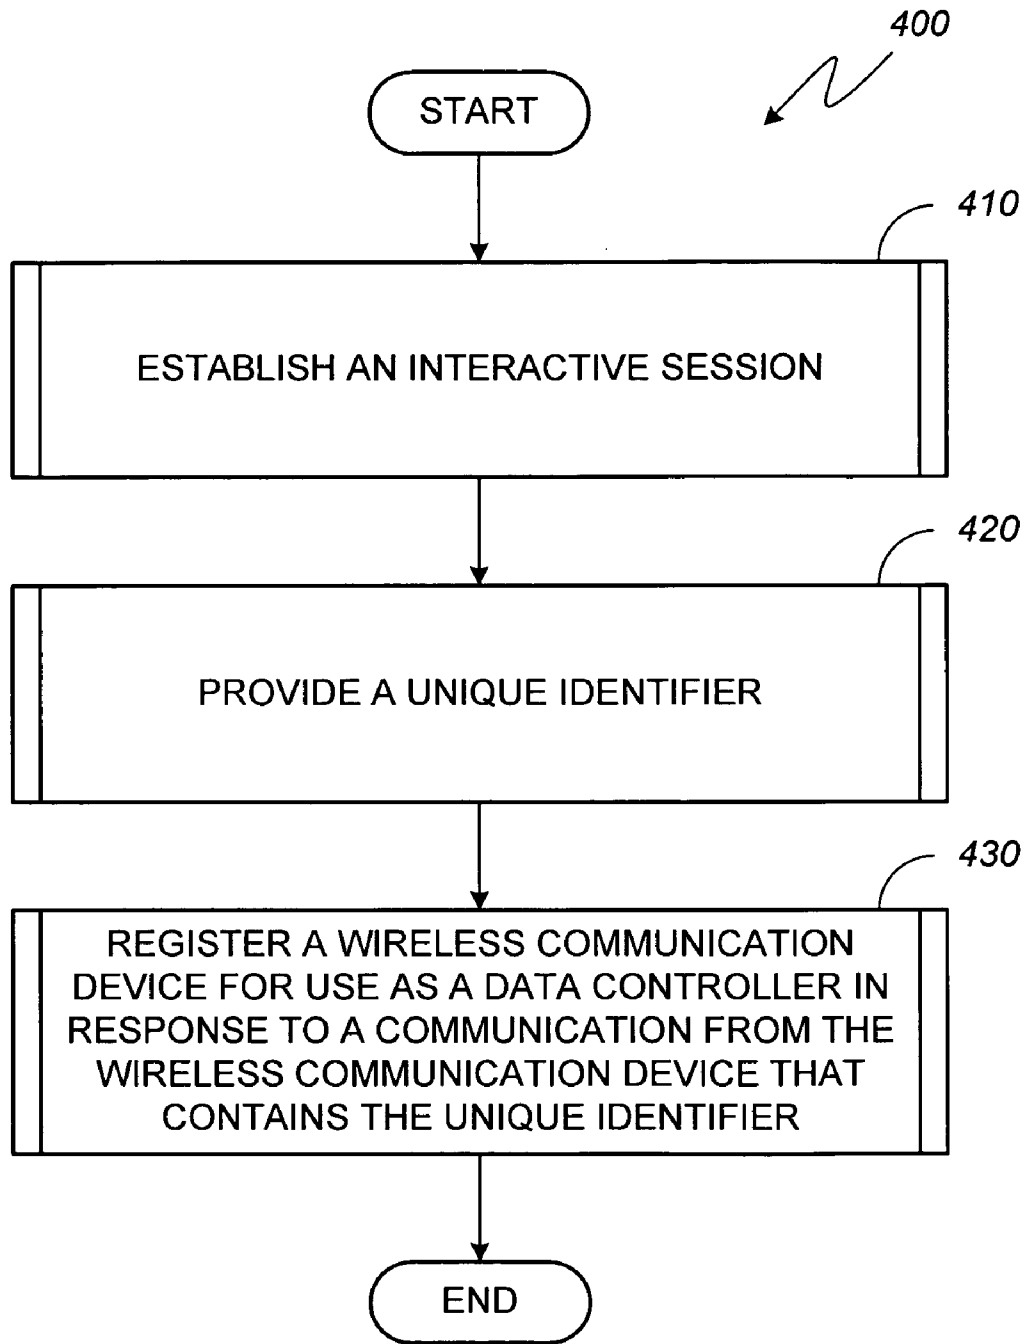 400
START
410
ESTABLISH AN INTERACTIVE SESSION
420
PROVIDE A UNIQUE IDENTIFIER
430
REGISTER A WIRELESS COMMUNICATION
DEVICE FOR USE AS A DATA CONTROLLER IN
RESPONSE TO A COMMUNICATION FROM THE
WIRELESS COMMUNICATION DEVICE THAT
CONTAINS THE UNIQUE IDENTIFIER
END